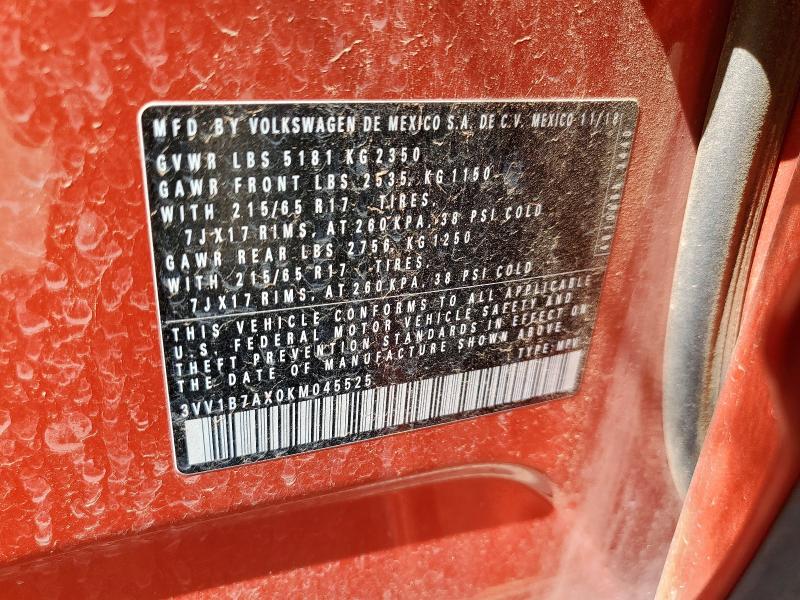 MFD. BY VOLKSWAGEN DE MEXICO S.A. DE C.V. MEXICO 11/18
GVWR LBS 5181 KG 2350
GAWR FRONT LBS 2535, KG 1150
WITH 215/65 R17 TIRES,
7JX17 RIMS, AT 260 KPA, 38 PSI COLD
GAWR REAR LBS 2756, KG 1250
WITH 215/65 R17 TIRES,
7JX17 RIMS, AT 260 KPA, 38 PSI COLD
THIS VEHICLE CONFORMS TO ALL APPLICABLE
U.S. FEDERAL MOTOR VEHICLE SAFETY AND
THEFT PREVENTION STANDARDS IN EFFECT ON
THE DATE OF MANUFACTURE SHOWN ABOVE.
TYPE: MPV
3VV1B7AX0KM045525